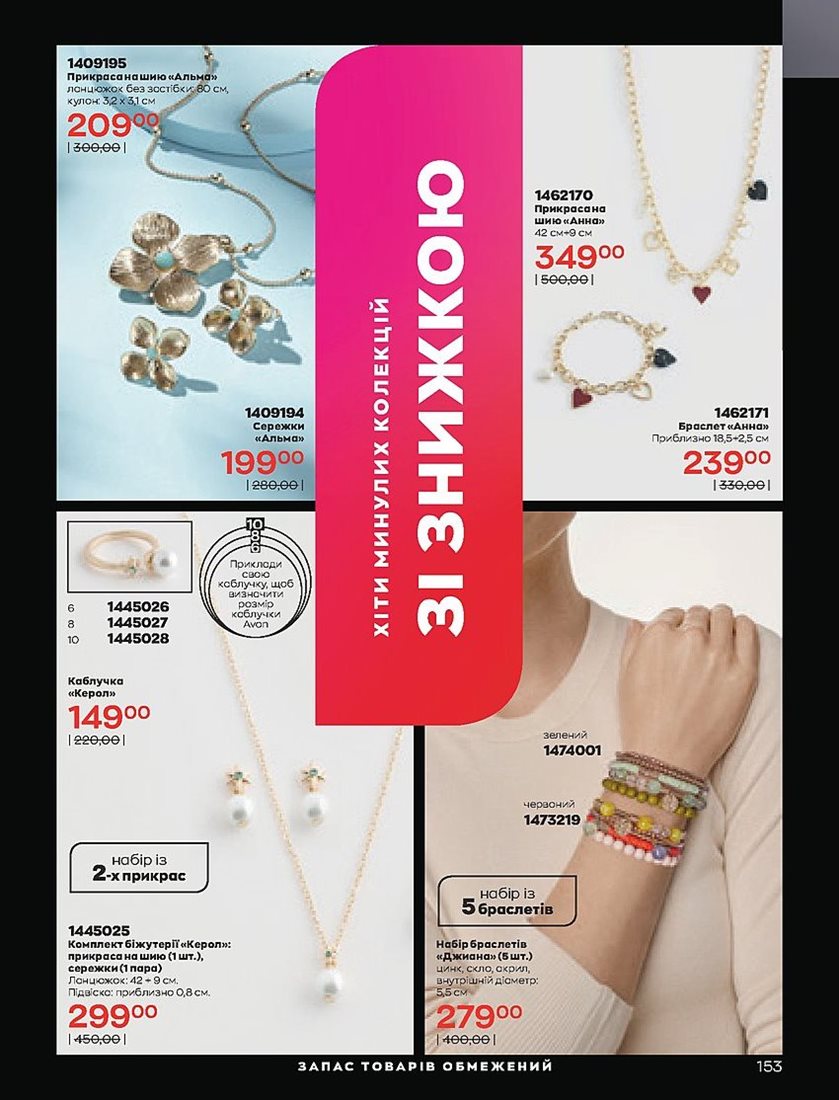 1409195
Прикраса на шию «Альма»
ланцюжок без застібки: 80 см,
кулон: 3,2 х 3,1 см
209⁰⁰
|300,00|
1409194
Сережки
«Альма»
199⁰⁰
|280,00|
ХІТИ МИНУЛИХ КОЛЕКЦІЙ
ЗІ ЗНИЖКОЮ
1462170
Прикраса на
шию «Анна»
42 см+9 см
349⁰⁰
|500,00|
1462171
Браслет «Анна»
Приблизно 18,5+2,5 см
239⁰⁰
|330,00|
6 1445026
8 1445027
10 1445028
10
8
6
Приклади
свою
каблучку, щоб
визначити
розмір
каблучки
Avon
Каблучка
«Керол»
149⁰⁰
|220,00|
набір із
2-х прикрас
1445025
Комплект біжутерії «Керол»:
прикраса на шию (1 шт.),
сережки (1 пара)
Ланцюжок: 42 + 9 см.
Підвіска: приблизно 0,8 см.
299⁰⁰
|450,00|
зелений
1474001
червоний
1473219
набір із
5 браслетів
Набір браслетів
«Джиана» (5 шт.)
цинк, скло, акрил,
внутрішній діаметр:
5,5 см
279⁰⁰
|400,00|
ЗАПАС ТОВАРІВ ОБМЕЖЕНИЙ
153